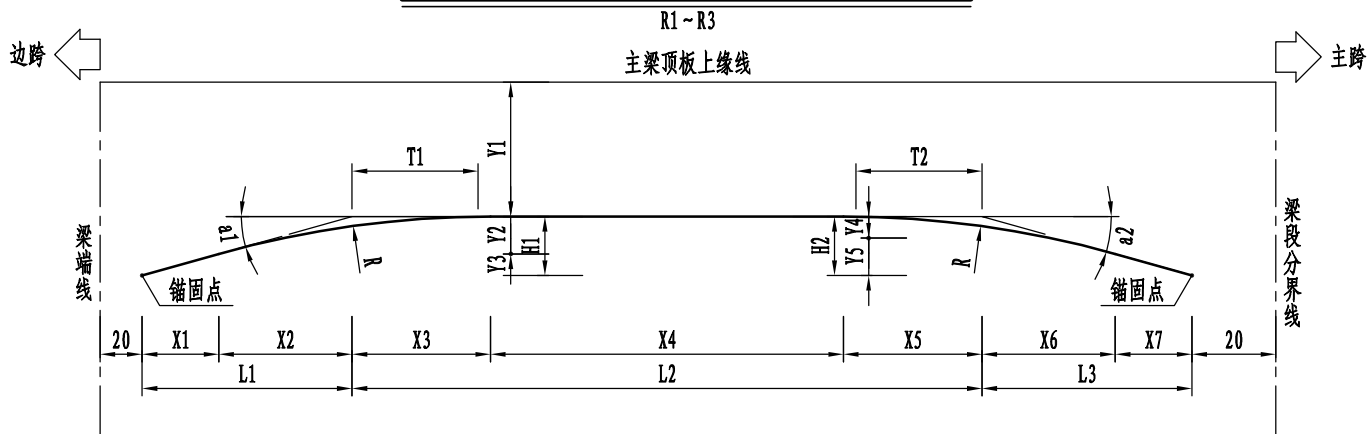 R1~R3
边跨
主跨
主梁顶板上缘线
Y1
T1
T2
a1
R
Y2
Y3
H1
H2
Y4
Y5
R
a2
梁端线
梁段分界线
锚固点
锚固点
20
X1
X2
X3
X4
X5
X6
X7
20
L1
L2
L3